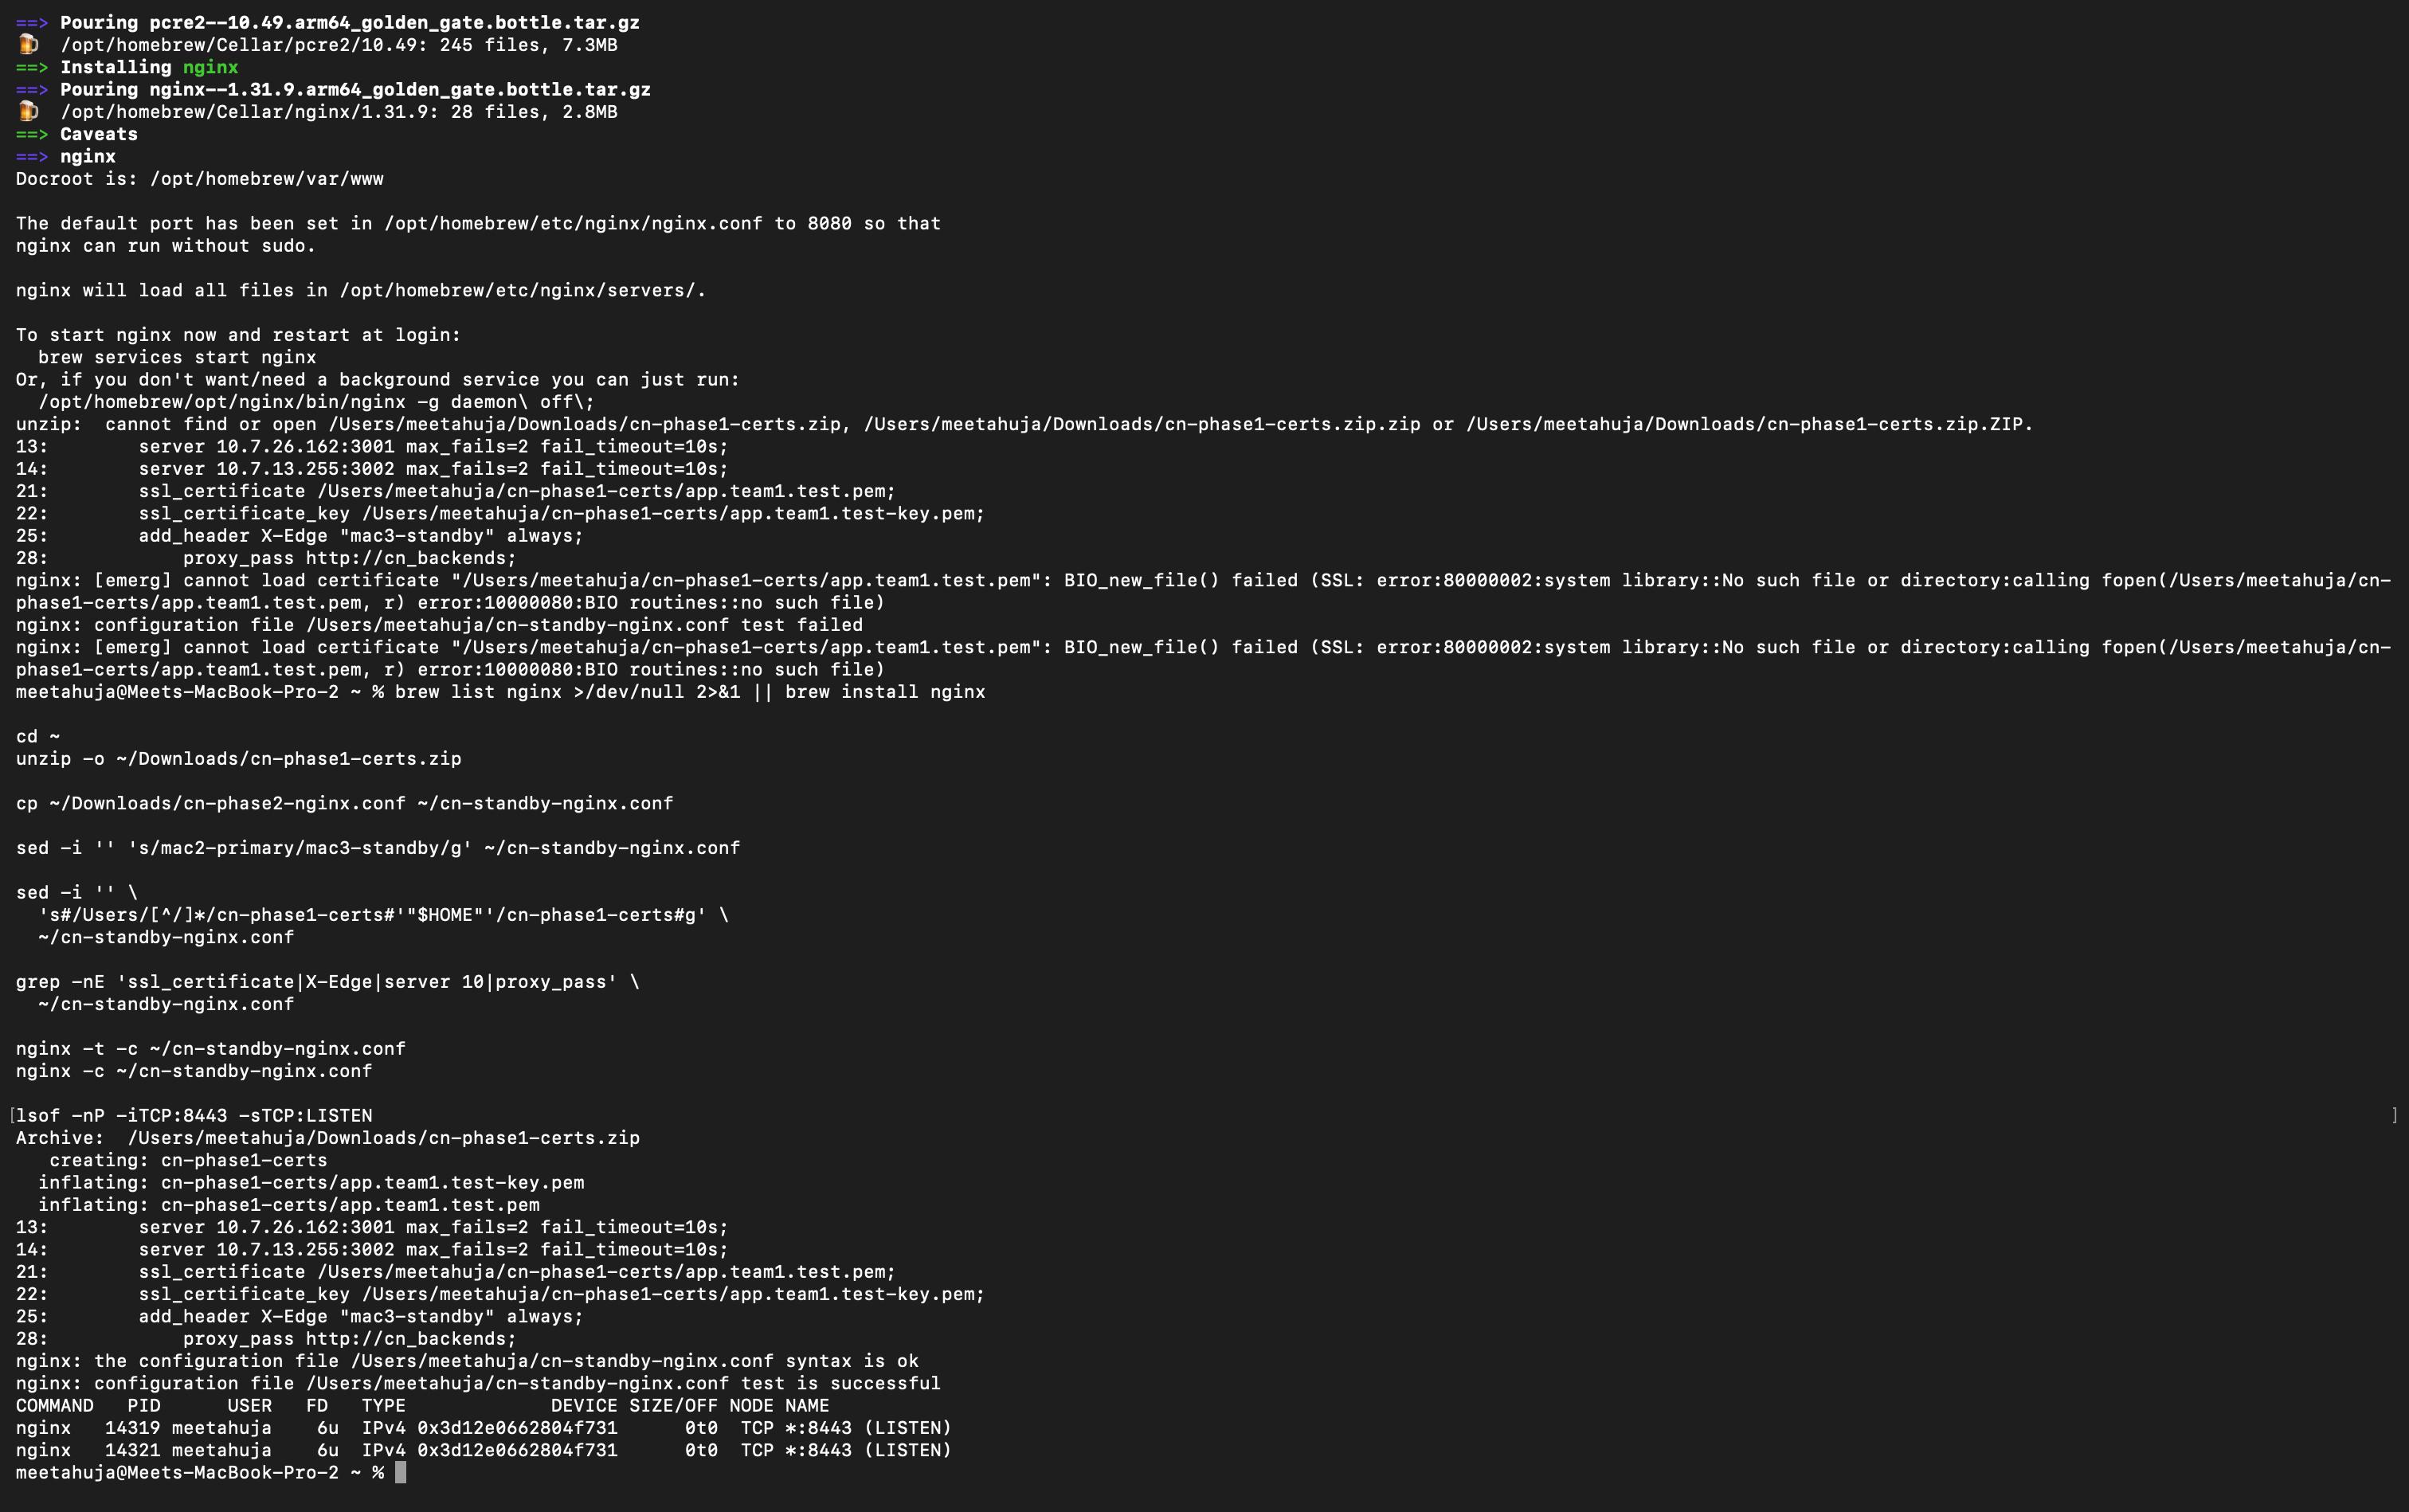 ==> Pouring pcre2--10.49.arm64_golden_gate.bottle.tar.gz
🍺  /opt/homebrew/Cellar/pcre2/10.49: 245 files, 7.3MB
==> Installing nginx
==> Pouring nginx--1.31.9.arm64_golden_gate.bottle.tar.gz
🍺  /opt/homebrew/Cellar/nginx/1.31.9: 28 files, 2.8MB
==> Caveats
==> nginx
Docroot is: /opt/homebrew/var/www

The default port has been set in /opt/homebrew/etc/nginx/nginx.conf to 8080 so that
nginx can run without sudo.

nginx will load all files in /opt/homebrew/etc/nginx/servers/.

To start nginx now and restart at login:
  brew services start nginx
Or, if you don't want/need a background service you can just run:
  /opt/homebrew/opt/nginx/bin/nginx -g daemon\ off\;
unzip:  cannot find or open /Users/meetahuja/Downloads/cn-phase1-certs.zip, /Users/meetahuja/Downloads/cn-phase1-certs.zip.zip or /Users/meetahuja/Downloads/cn-phase1-certs.zip.ZIP.
13:        server 10.7.26.162:3001 max_fails=2 fail_timeout=10s;
14:        server 10.7.13.255:3002 max_fails=2 fail_timeout=10s;
21:        ssl_certificate /Users/meetahuja/cn-phase1-certs/app.team1.test.pem;
22:        ssl_certificate_key /Users/meetahuja/cn-phase1-certs/app.team1.test-key.pem;
25:        add_header X-Edge "mac3-standby" always;
28:            proxy_pass http://cn_backends;
nginx: [emerg] cannot load certificate "/Users/meetahuja/cn-phase1-certs/app.team1.test.pem": BIO_new_file() failed (SSL: error:80000002:system library::No such file or directory:calling fopen(/Users/meetahuja/cn-
phase1-certs/app.team1.test.pem, r) error:10000080:BIO routines::no such file)
nginx: configuration file /Users/meetahuja/cn-standby-nginx.conf test failed
nginx: [emerg] cannot load certificate "/Users/meetahuja/cn-phase1-certs/app.team1.test.pem": BIO_new_file() failed (SSL: error:80000002:system library::No such file or directory:calling fopen(/Users/meetahuja/cn-
phase1-certs/app.team1.test.pem, r) error:10000080:BIO routines::no such file)
meetahuja@Meets-MacBook-Pro-2 ~ % brew list nginx >/dev/null 2>&1 || brew install nginx

cd ~
unzip -o ~/Downloads/cn-phase1-certs.zip

cp ~/Downloads/cn-phase2-nginx.conf ~/cn-standby-nginx.conf

sed -i '' 's/mac2-primary/mac3-standby/g' ~/cn-standby-nginx.conf

sed -i '' \
  's#/Users/[^/]*/cn-phase1-certs#'"$HOME"'/cn-phase1-certs#g' \
  ~/cn-standby-nginx.conf

grep -nE 'ssl_certificate|X-Edge|server 10|proxy_pass' \
  ~/cn-standby-nginx.conf

nginx -t -c ~/cn-standby-nginx.conf
nginx -c ~/cn-standby-nginx.conf

[lsof -nP -iTCP:8443 -sTCP:LISTEN ]
Archive:  /Users/meetahuja/Downloads/cn-phase1-certs.zip
   creating: cn-phase1-certs
  inflating: cn-phase1-certs/app.team1.test-key.pem
  inflating: cn-phase1-certs/app.team1.test.pem
13:        server 10.7.26.162:3001 max_fails=2 fail_timeout=10s;
14:        server 10.7.13.255:3002 max_fails=2 fail_timeout=10s;
21:        ssl_certificate /Users/meetahuja/cn-phase1-certs/app.team1.test.pem;
22:        ssl_certificate_key /Users/meetahuja/cn-phase1-certs/app.team1.test-key.pem;
25:        add_header X-Edge "mac3-standby" always;
28:            proxy_pass http://cn_backends;
nginx: the configuration file /Users/meetahuja/cn-standby-nginx.conf syntax is ok
nginx: configuration file /Users/meetahuja/cn-standby-nginx.conf test is successful
COMMAND   PID      USER   FD   TYPE             DEVICE SIZE/OFF NODE NAME
nginx   14319 meetahuja    6u  IPv4 0x3d12e0662804f731      0t0  TCP *:8443 (LISTEN)
nginx   14321 meetahuja    6u  IPv4 0x3d12e0662804f731      0t0  TCP *:8443 (LISTEN)
meetahuja@Meets-MacBook-Pro-2 ~ %